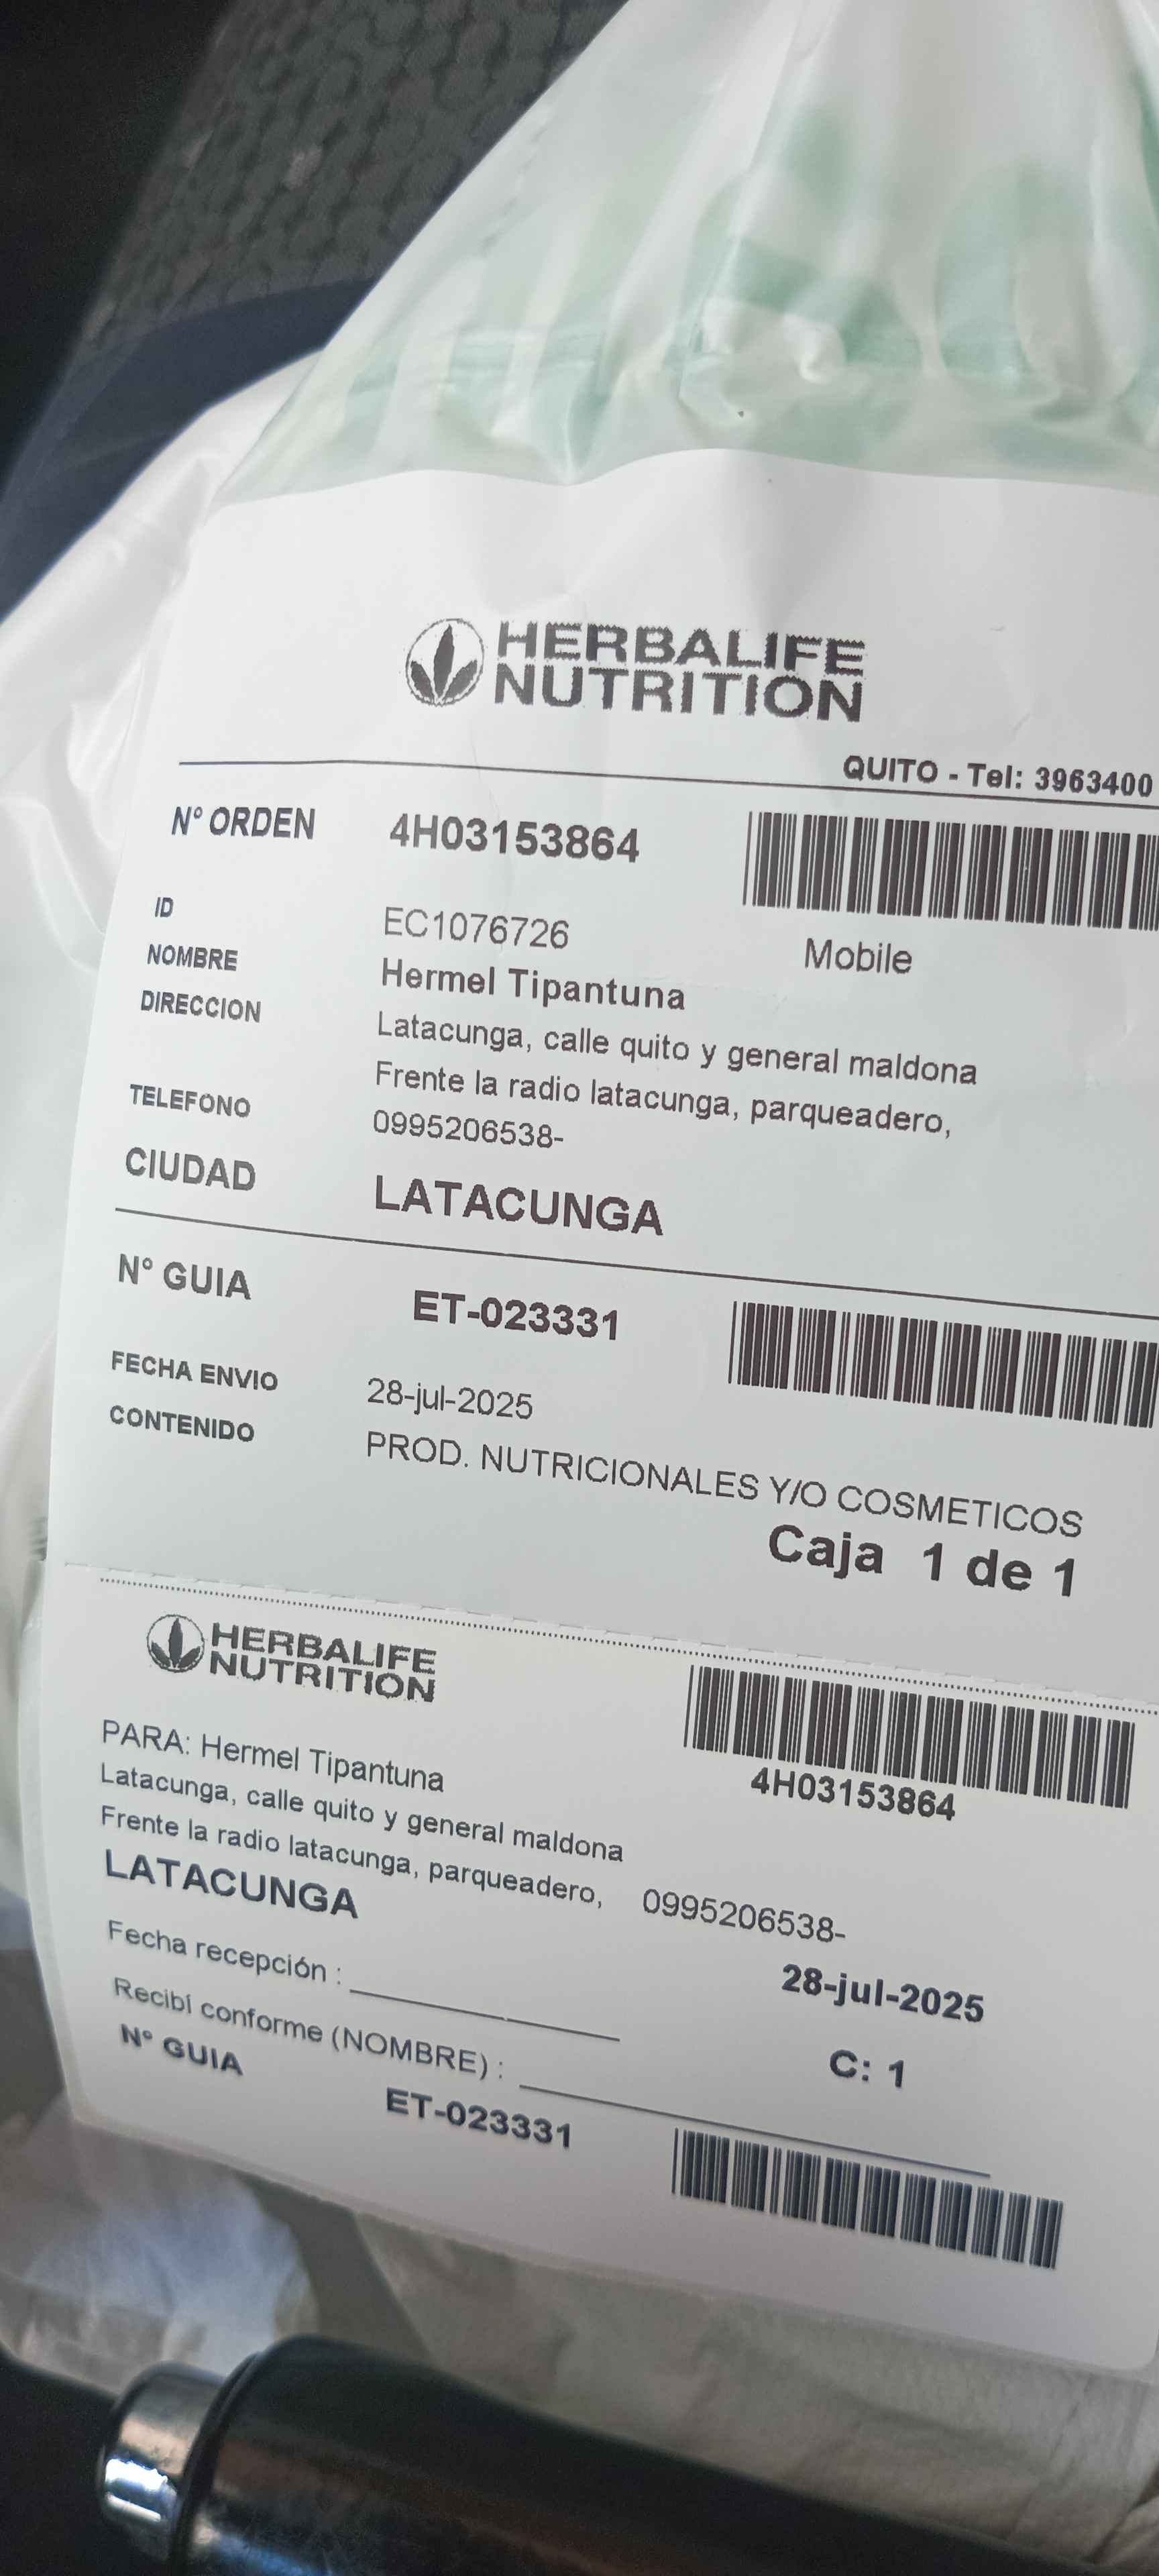 HERBALIFE
NUTRITION
QUITO - Tel: 3963400
N° ORDEN 4H03153864
ID EC1076726 Mobile
NOMBRE Hermel Tipantuna
DIRECCION Latacunga, calle quito y general maldona
Frente la radio latacunga, parqueadero,
TELEFONO 0995206538-
CIUDAD LATACUNGA
N° GUIA ET-023331
FECHA ENVIO 28-jul-2025
CONTENIDO PROD. NUTRICIONALES Y/O COSMETICOS
Caja 1 de 1
HERBALIFE
NUTRITION
4H03153864
PARA: Hermel Tipantuna
Latacunga, calle quito y general maldona
Frente la radio latacunga, parqueadero, 0995206538-
LATACUNGA
28-jul-2025
Fecha recepción :
Recibí conforme (NOMBRE) :
C: 1
N° GUIA ET-023331